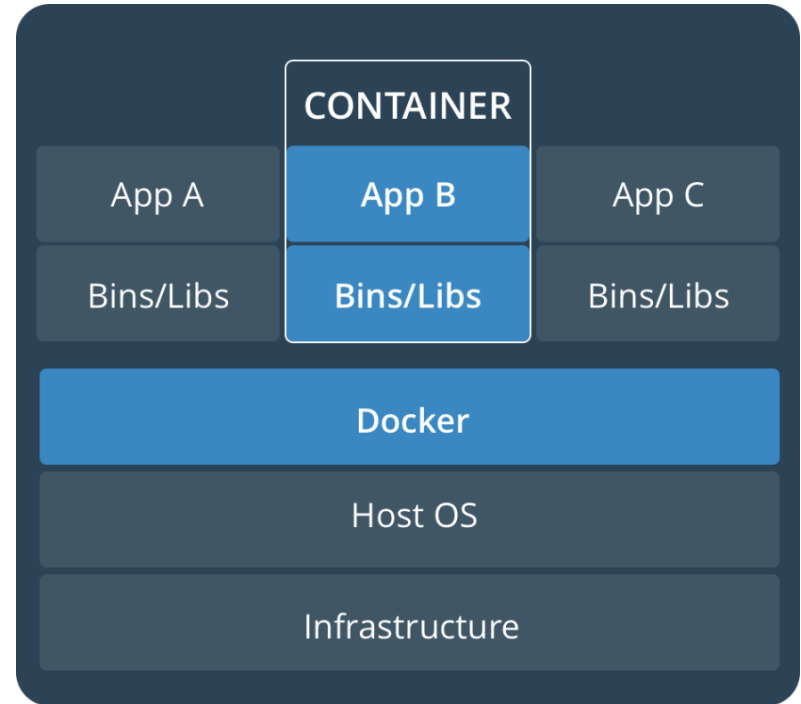 CONTAINER
App A
App B
App C
Bins/Libs
Bins/Libs
Bins/Libs
Docker
Host OS
Infrastructure